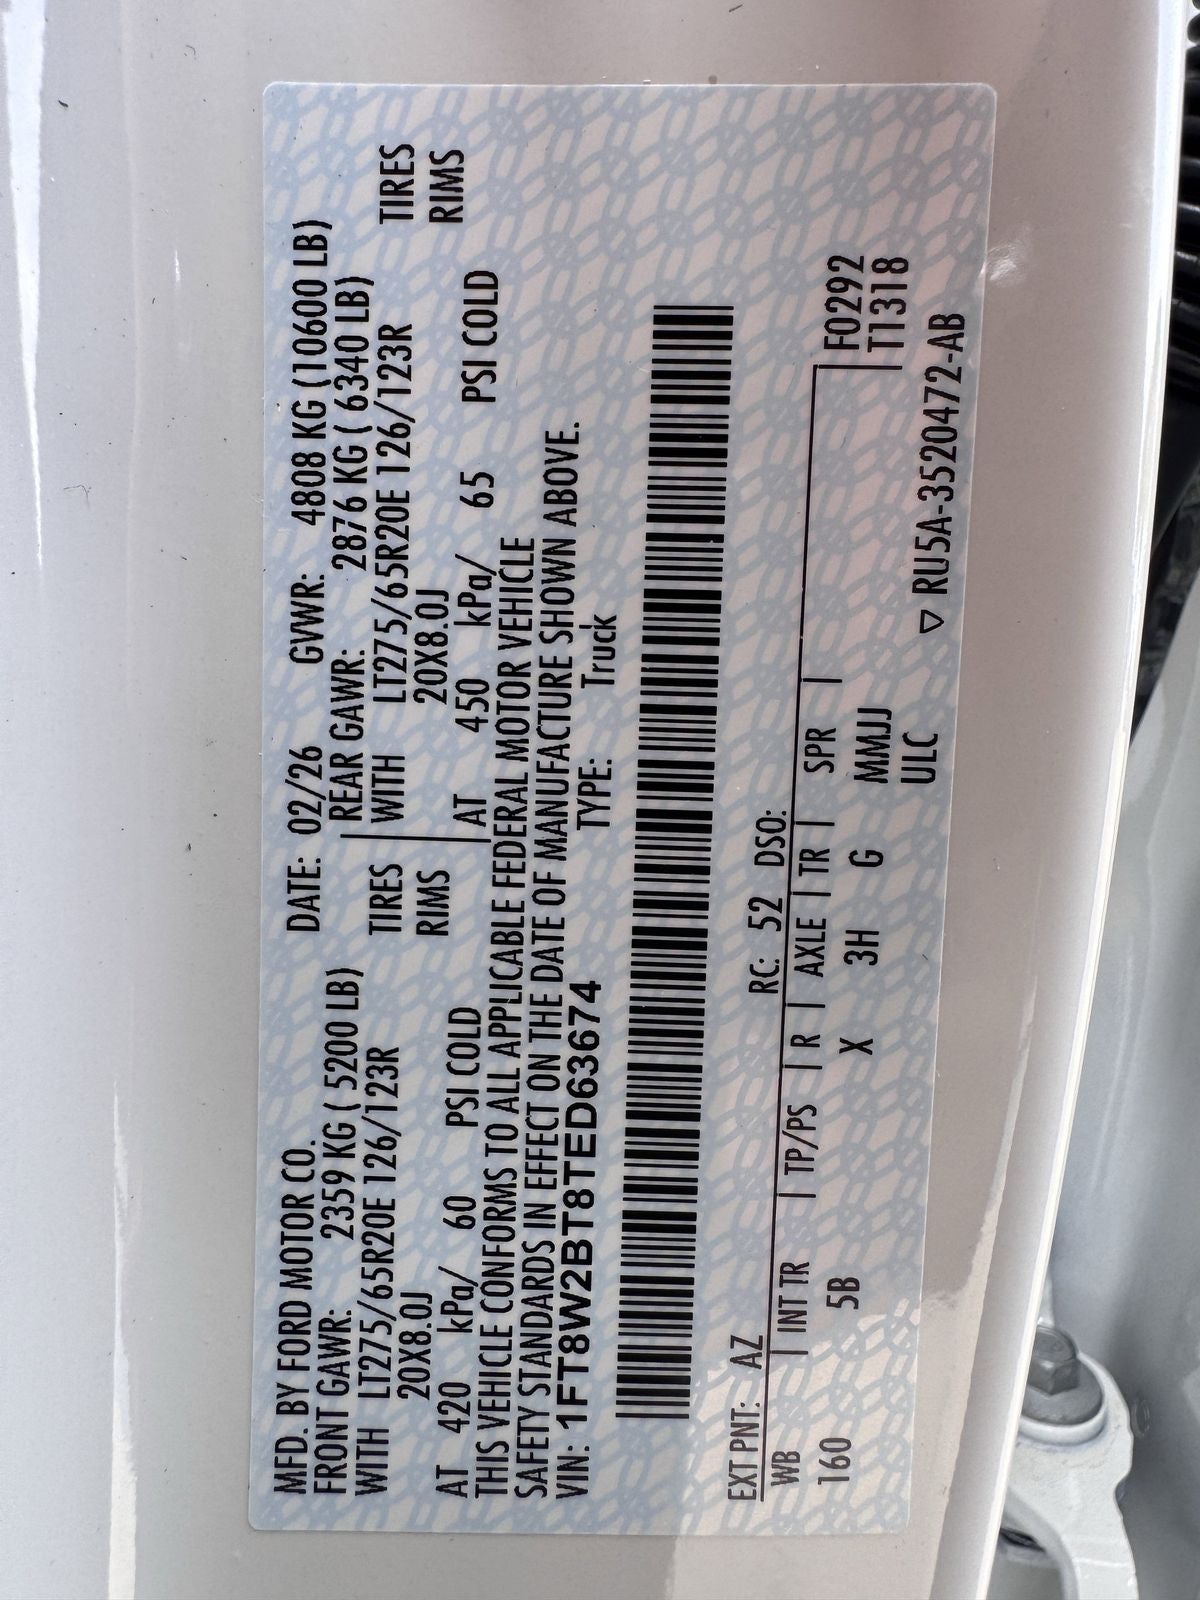 MFD. BY FORD MOTOR CO. DATE: 02/26 GVWR: 4808 KG (10600 LB)
FRONT GAWR: 2359 KG ( 5200 LB) REAR GAWR: 2876 KG ( 6340 LB)
WITH LT275/65R20E 126/123R TIRES WITH LT275/65R20E 126/123R TIRES
20X8.0J RIMS 20X8.0J RIMS
AT 420 kPa/ 60 PSI COLD AT 450 kPa/ 65 PSI COLD
THIS VEHICLE CONFORMS TO ALL APPLICABLE FEDERAL MOTOR VEHICLE
SAFETY STANDARDS IN EFFECT ON THE DATE OF MANUFACTURE SHOWN ABOVE.
VIN: 1FT8W2BT8TED63674 TYPE: Truck
EXT PNT: AZ RC: 52 DSO:
WB | INT TR | TP/PS | R | AXLE | TR | SPR | F0292
160 5B X 3H G MMJJ T1318
ULC
▽ RU5A-3520472-AB